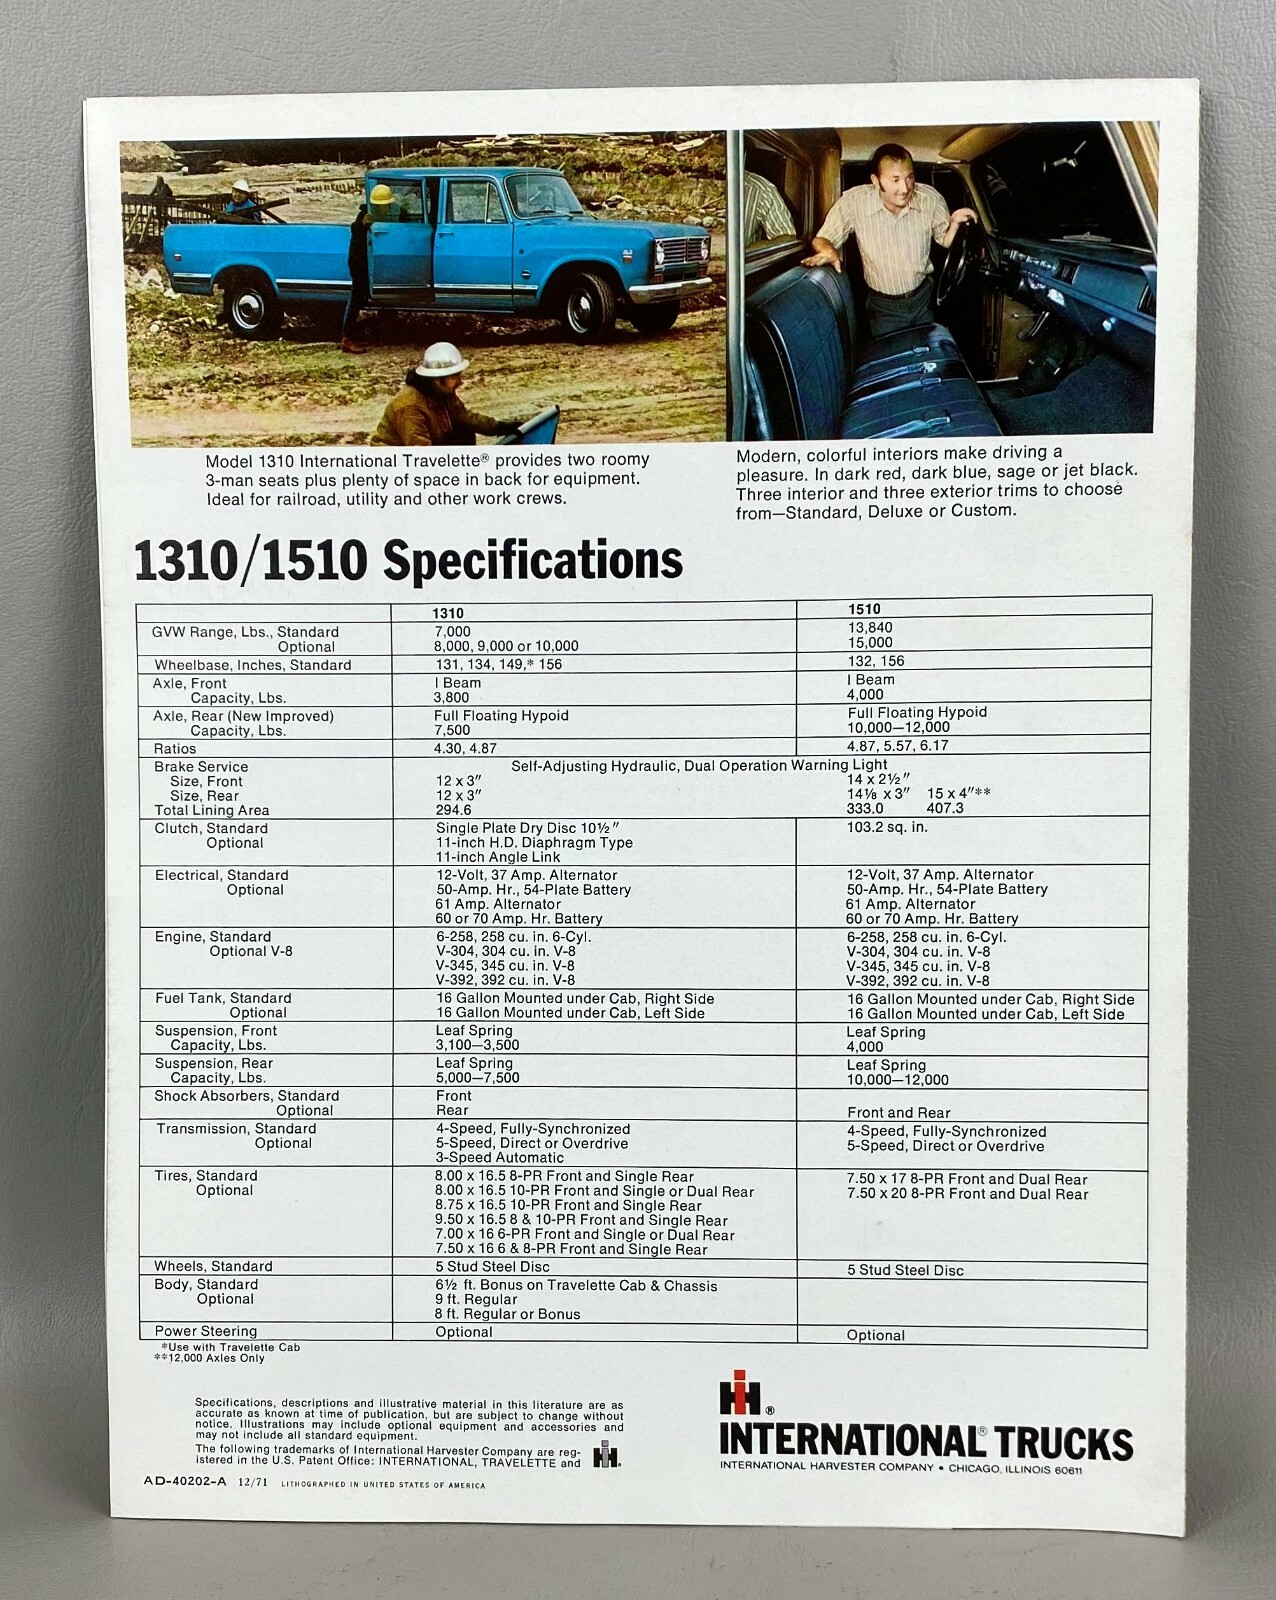 Model 1310 International Travelette® provides two roomy
3-man seats plus plenty of space in back for equipment.
Ideal for railroad, utility and other work crews.
Modern, colorful interiors make driving a
pleasure. In dark red, dark blue, sage or jet black.
Three interior and three exterior trims to choose
from—Standard, Deluxe or Custom.
1310/1510 Specifications
1310 1510
GVW Range, Lbs., Standard 7,000 13,840
Optional 8,000, 9,000 or 10,000 15,000
Wheelbase, Inches, Standard 131, 134, 149,* 156 132, 156
Axle, Front I Beam I Beam
Capacity, Lbs. 3,800 4,000
Axle, Rear (New Improved) Full Floating Hypoid Full Floating Hypoid
Capacity, Lbs. 7,500 10,000—12,000
Ratios 4.30, 4.87 4.87, 5.57, 6.17
Brake Service Self-Adjusting Hydraulic, Dual Operation Warning Light
Size, Front 12 x 3″ 14 x 2½″
Size, Rear 12 x 3″ 14⅛ x 3″ 15 x 4″**
Total Lining Area 294.6 333.0 407.3
Clutch, Standard Single Plate Dry Disc 10½″ 103.2 sq. in.
Optional 11-inch H.D. Diaphragm Type
11-inch Angle Link
Electrical, Standard 12-Volt, 37 Amp. Alternator 12-Volt, 37 Amp. Alternator
Optional 50-Amp. Hr., 54-Plate Battery 50-Amp. Hr., 54-Plate Battery
61 Amp. Alternator 61 Amp. Alternator
60 or 70 Amp. Hr. Battery 60 or 70 Amp. Hr. Battery
Engine, Standard 6-258, 258 cu. in. 6-Cyl. 6-258, 258 cu. in. 6-Cyl.
Optional V-8 V-304, 304 cu. in. V-8 V-304, 304 cu. in. V-8
V-345, 345 cu. in. V-8 V-345, 345 cu. in. V-8
V-392, 392 cu. in. V-8 V-392, 392 cu. in. V-8
Fuel Tank, Standard 16 Gallon Mounted under Cab, Right Side 16 Gallon Mounted under Cab, Right Side
Optional 16 Gallon Mounted under Cab, Left Side 16 Gallon Mounted under Cab, Left Side
Suspension, Front Leaf Spring Leaf Spring
Capacity, Lbs. 3,100—3,500 4,000
Suspension, Rear Leaf Spring Leaf Spring
Capacity, Lbs. 5,000—7,500 10,000—12,000
Shock Absorbers, Standard Front
Optional Rear Front and Rear
Transmission, Standard 4-Speed, Fully-Synchronized 4-Speed, Fully-Synchronized
Optional 5-Speed, Direct or Overdrive 5-Speed, Direct or Overdrive
3-Speed Automatic
Tires, Standard 8.00 x 16.5 8-PR Front and Single Rear 7.50 x 17 8-PR Front and Dual Rear
Optional 8.00 x 16.5 10-PR Front and Single or Dual Rear 7.50 x 20 8-PR Front and Dual Rear
8.75 x 16.5 10-PR Front and Single Rear
9.50 x 16.5 8 & 10-PR Front and Single Rear
7.00 x 16 6-PR Front and Single or Dual Rear
7.50 x 16 6 & 8-PR Front and Single Rear
Wheels, Standard 5 Stud Steel Disc 5 Stud Steel Disc
Body, Standard 6½ ft. Bonus on Travelette Cab & Chassis
Optional 9 ft. Regular
8 ft. Regular or Bonus
Power Steering Optional Optional
*Use with Travelette Cab
**12,000 Axles Only
Specifications, descriptions and illustrative material in this literature are as
accurate as known at time of publication, but are subject to change without
notice. Illustrations may include optional equipment and accessories and
may not include all standard equipment.
The following trademarks of International Harvester Company are reg-
istered in the U.S. Patent Office: INTERNATIONAL, TRAVELETTE and IH®.
AD-40202-A 12/71 LITHOGRAPHED IN UNITED STATES OF AMERICA
IH®
INTERNATIONAL® TRUCKS
INTERNATIONAL HARVESTER COMPANY • CHICAGO, ILLINOIS 60611